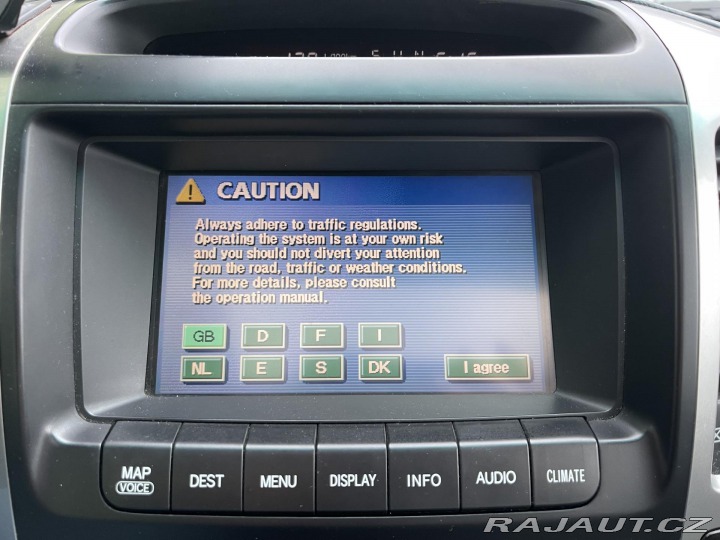 SUN
CAUTION
Always adhere to traffic regulations.
Operating the system is at your own risk
and you should not divert your attention
from the road, traffic or weather conditions.
For more details, please consult
the operation manual.
GB D F I
NL E S DK I agree
MAP DEST MENU DISPLAY INFO AUDIO CLIMATE
VOICE
RAJAUT.CZ